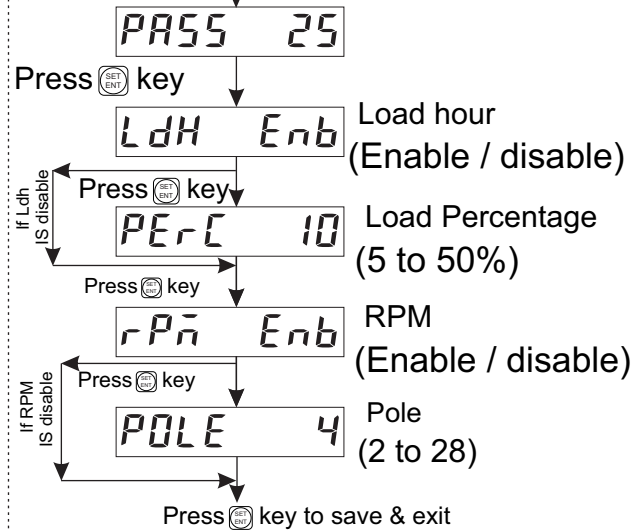 PASS 25
Press SET ENT key
LdH Enb
Load hour
(Enable / disable)
If Ldh
IS disable
Press SET ENT key
PErC 10
Load Percentage
(5 to 50%)
Press SET ENT key
rPm Enb
RPM
(Enable / disable)
If RPM
IS disable
Press SET ENT key
POLE 4
Pole
(2 to 28)
Press SET ENT key to save & exit